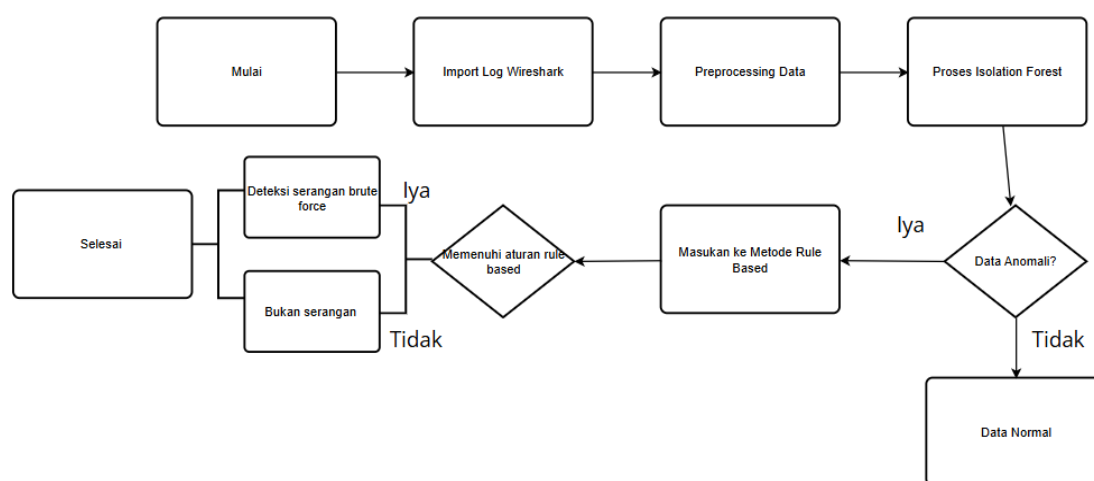 Mulai
Import Log Wireshark
Preprocessing Data
Proses Isolation Forest
Deteksi serangan brute
force
Iya
Selesai
Memenuhi aturan rule
based
Masukan ke Metode Rule
Based
Iya
Data Anomali?
Bukan serangan
Tidak
Tidak
Data Normal